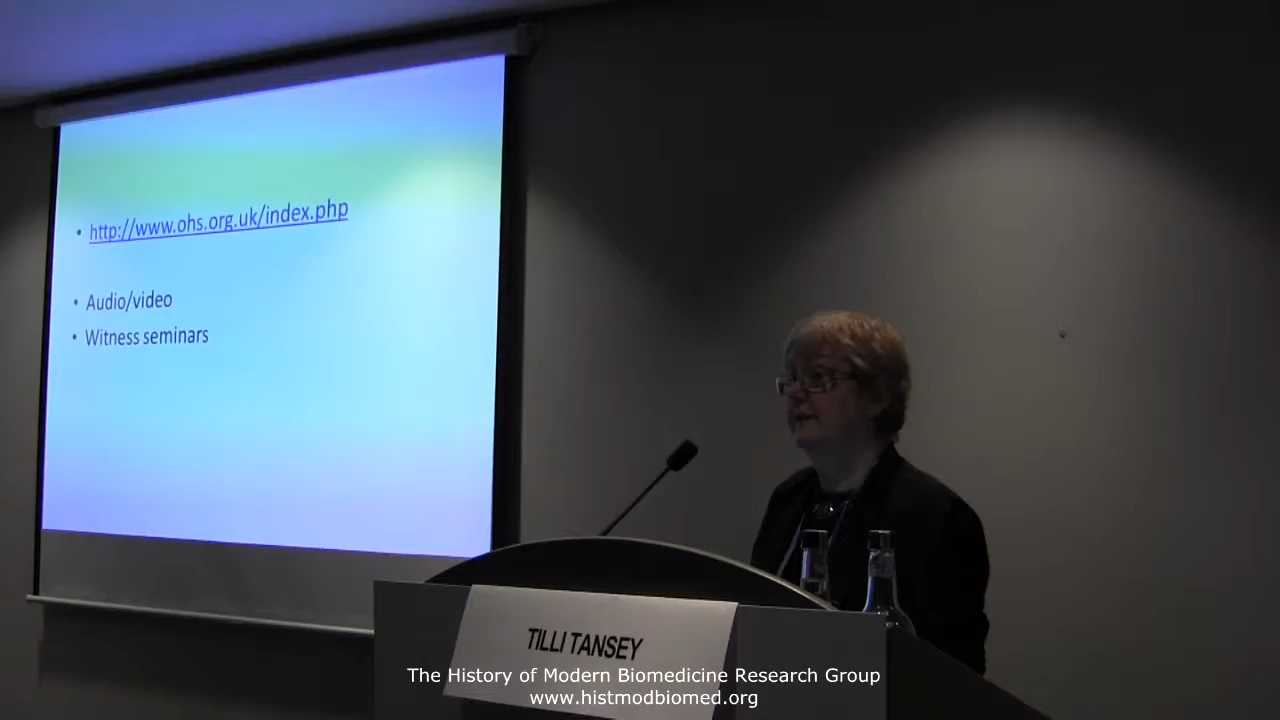 • http://www.ohs.org.uk/index.php
• Audio/video
• Witness seminars
TILLI TANSEY
The History of Modern Biomedicine Research Group
www.histmodbiomed.org